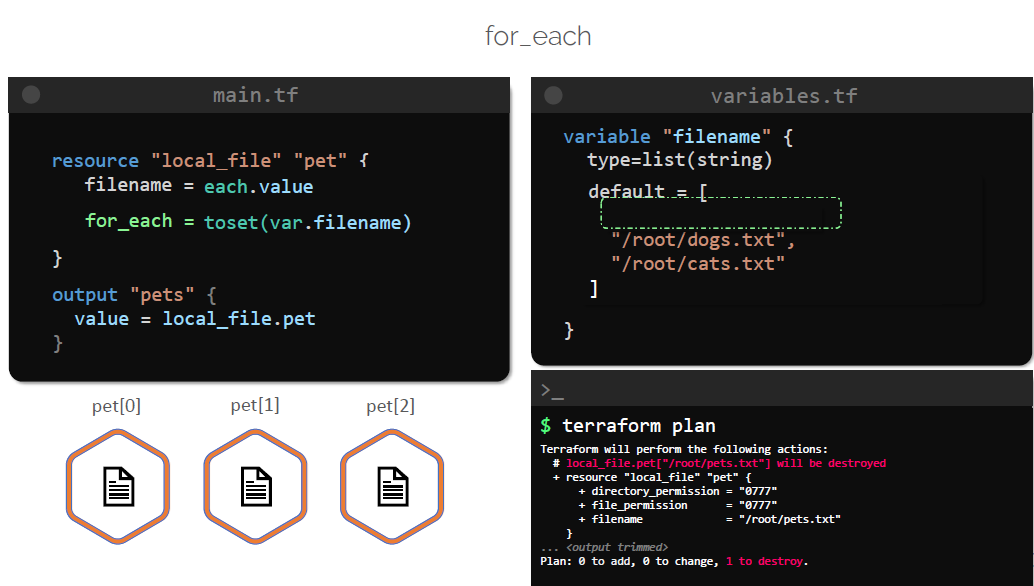 for_each
main.tf
resource "local_file" "pet" {
filename = each.value
for_each = toset(var.filename)
}
output "pets" {
value = local_file.pet
}
variables.tf
variable "filename" {
type=list(string)
default = [
"/root/dogs.txt",
"/root/cats.txt"
]
}
pet[0]
pet[1]
pet[2]
>_
$ terraform plan
Terraform will perform the following actions:
# local_file.pet["/root/pets.txt"] will be destroyed
+ resource "local_file" "pet" {
+ directory_permission = "0777"
+ file_permission = "0777"
+ filename = "/root/pets.txt"
}
... <output trimmed>
Plan: 0 to add, 0 to change, 1 to destroy.